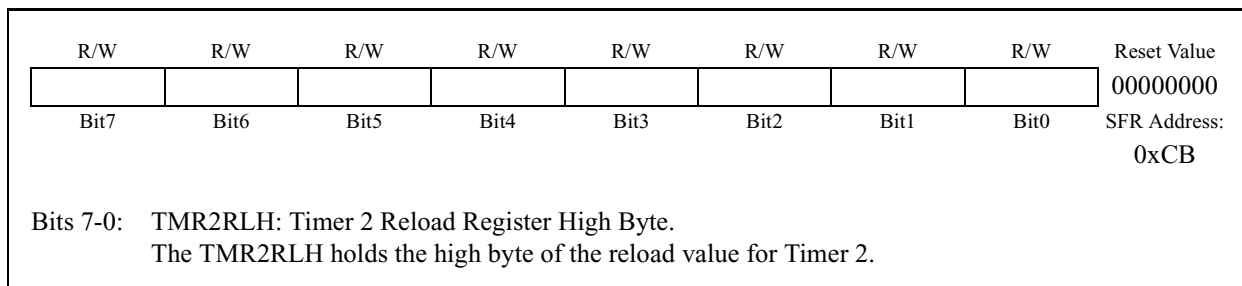 R/W R/W R/W R/W R/W R/W R/W R/W Reset Value
00000000
Bit7 Bit6 Bit5 Bit4 Bit3 Bit2 Bit1 Bit0 SFR Address:
0xCB
Bits 7-0: TMR2RLH: Timer 2 Reload Register High Byte.
The TMR2RLH holds the high byte of the reload value for Timer 2.